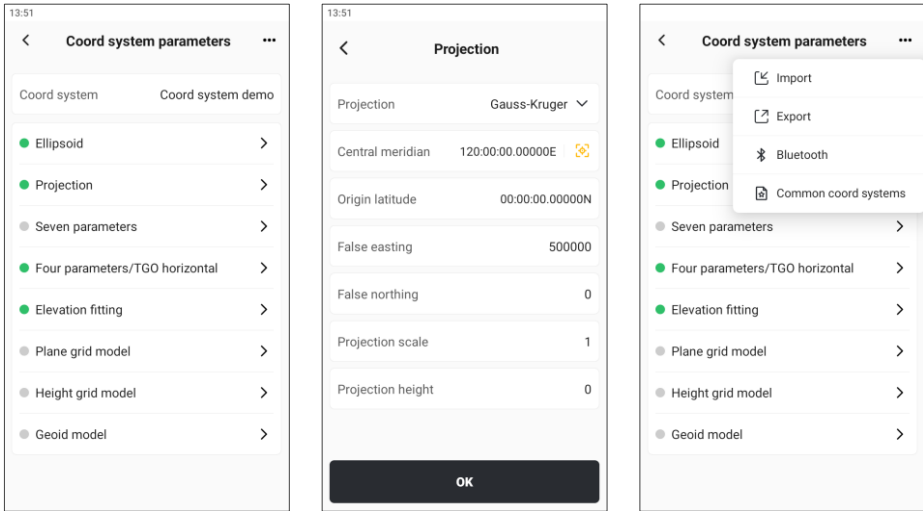 13:51
Coord system parameters
Coord system Coord system demo
Ellipsoid
Projection
Seven parameters
Four parameters/TGO horizontal
Elevation fitting
Plane grid model
Height grid model
Geoid model
13:51
Projection
Projection Gauss-Kruger
Central meridian 120:00:00.00000E
Origin latitude 00:00:00.00000N
False easting 500000
False northing 0
Projection scale 1
Projection height 0
OK
Coord system parameters
Import
Coord system
Export
Ellipsoid
Bluetooth
Projection
Common coord systems
Seven parameters
Four parameters/TGO horizontal
Elevation fitting
Plane grid model
Height grid model
Geoid model